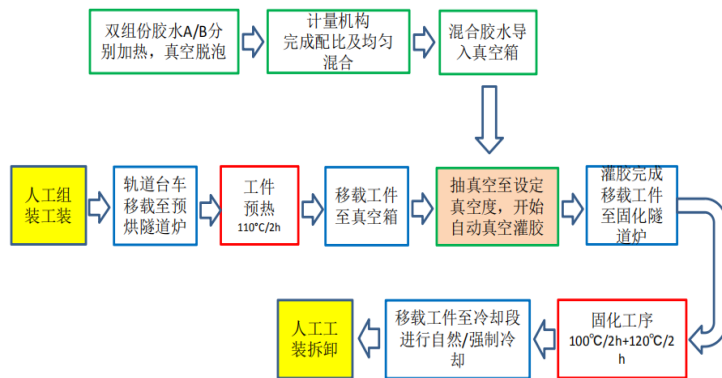 双组份胶水A/B分
别加热，真空脱泡
计量机构
完成配比及均匀
混合
混合胶水导
入真空箱
人工组
装工装
轨道台车
移载至预
烘隧道炉
工件
预热
110°C/2h
移载工件
至真空箱
抽真空至设定
真空度，开始
自动真空灌胶
灌胶完成
移载工件
至固化隧
道炉
固化工序
100℃/2h+120℃/2
h
移载工件至冷却段
进行自然/强制冷
却
人工工
装拆卸